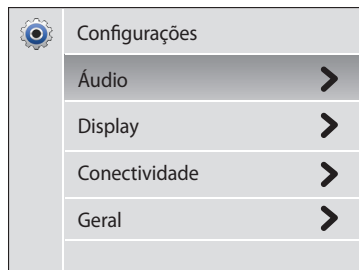 Configurações
Áudio
Display
Conectividade
Geral